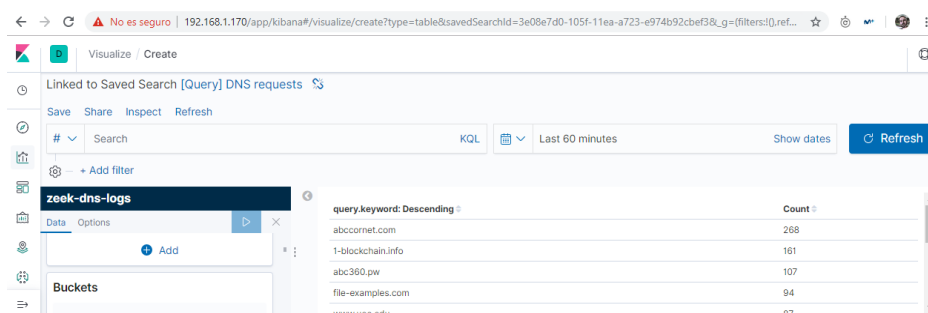 No es seguro | 192.168.1.170/app/kibana#/visualize/create?type=table&savedSearchId=3e08e7d0-105f-11ea-a723-e974b92cbef3&_g=(filters:!(),ref...
D Visualize / Create
Linked to Saved Search [Query] DNS requests
Save Share Inspect Refresh
# Search KQL Last 60 minutes Show dates Refresh
+ Add filter
zeek-dns-logs
Data Options
Add
Buckets
query.keyword: Descending Count
abccornet.com 268
1-blockchain.info 161
abc360.pw 107
file-examples.com 94